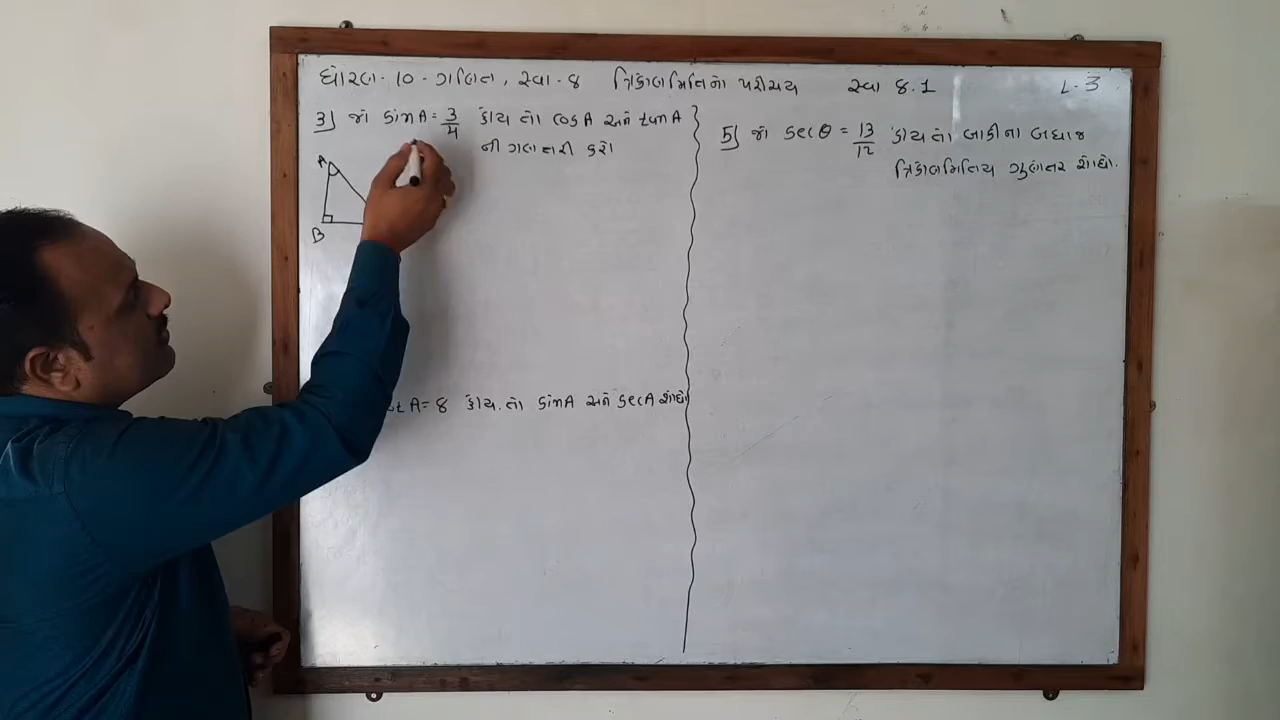 ધોરણ-10-ગણિત, સ્વા-8 ત્રિકોણમિતિનો પરીચય સ્વા 8.1 L-3
3) જો sinA = 3/4 હોય તો cosA અને tanA
ની ગણતરી કરો
A
B
tA = 8 હોય તો sinA અને secA શોધો
5) જો secθ = 13/12 હોય તો બાકીના બધાજ
ત્રિકોણમિતિય ગુણોત્તર શોધો.